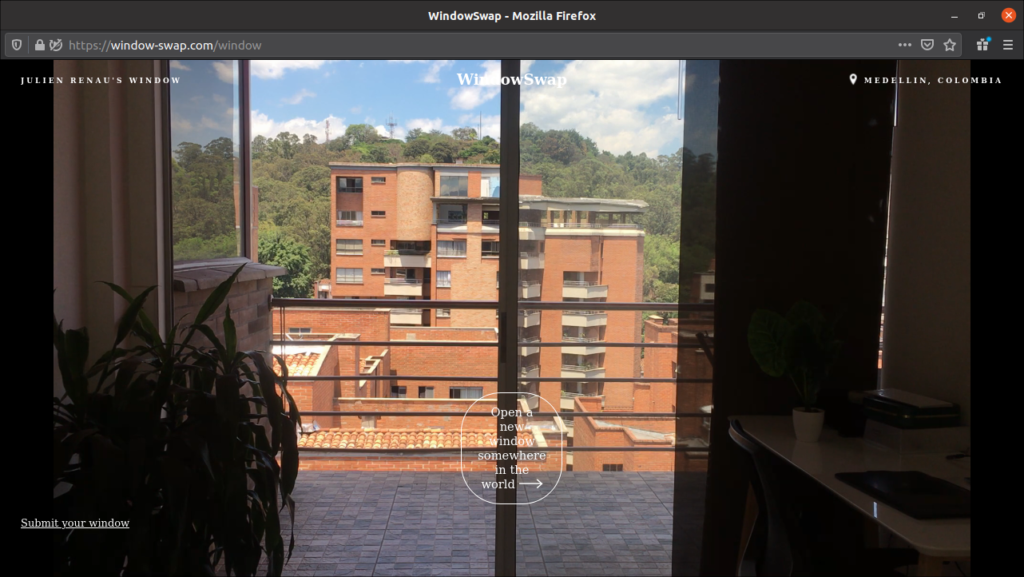 WindowSwap - Mozilla Firefox
https://window-swap.com/window
JULIEN RENAU'S WINDOW
WindowSwap
MEDELLIN, COLOMBIA
Open a
new
window
somewhere
in the
world
Submit your window